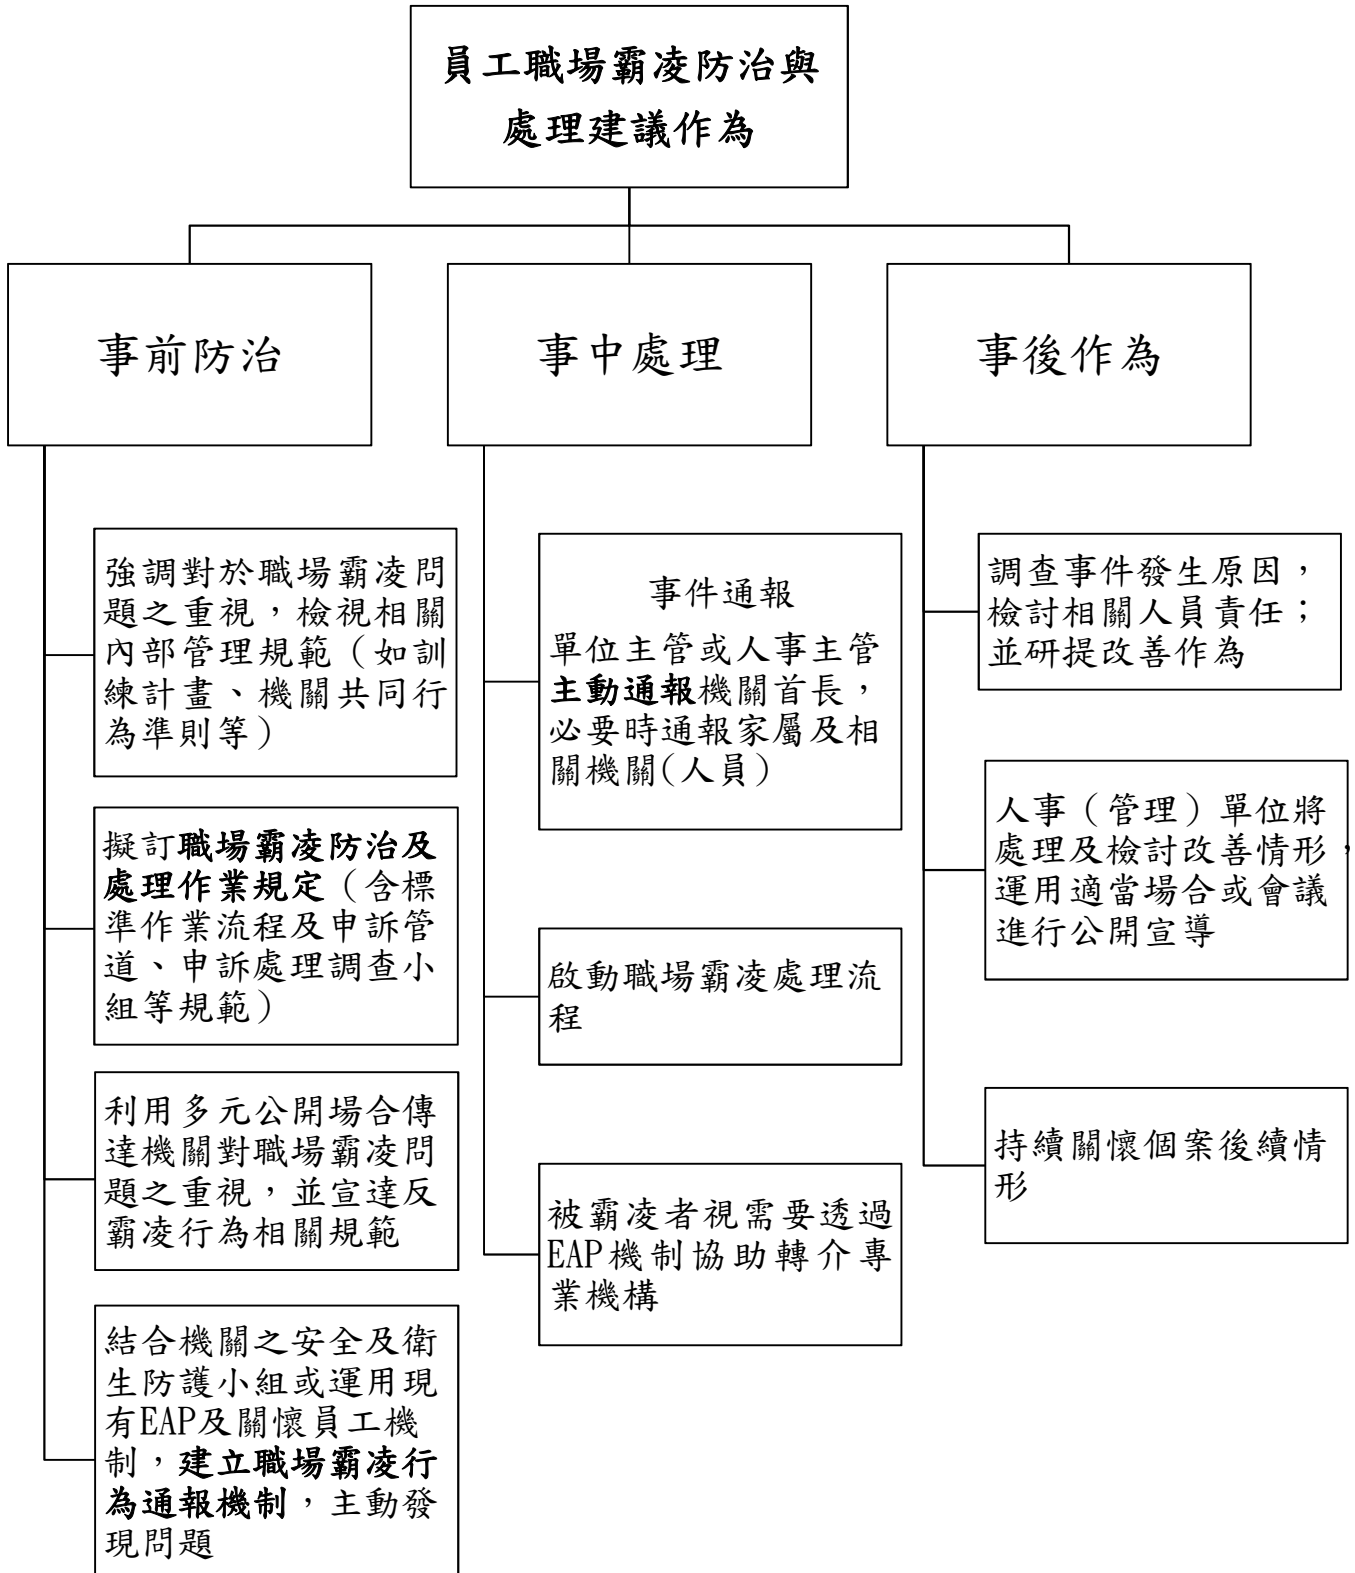 員工職場霸凌防治與
處理建議作為
事前防治
強調對於職場霸凌問
題之重視，檢視相關
內部管理規範（如訓
練計畫、機關共同行
為準則等）
擬訂職場霸凌防治及
處理作業規定（含標
準作業流程及申訴管
道、申訴處理調查小
組等規範）
利用多元公開場合傳
達機關對職場霸凌問
題之重視，並宣達反
霸凌行為相關規範
結合機關之安全及衛
生防護小組或運用現
有EAP及關懷員工機
制，建立職場霸凌行
為通報機制，主動發
現問題
事中處理
事件通報
單位主管或人事主管
主動通報機關首長，
必要時通報家屬及相
關機關(人員)
啟動職場霸凌處理流
程
被霸凌者視需要透過
EAP機制協助轉介專
業機構
事後作為
調查事件發生原因，
檢討相關人員責任；
並研提改善作為
人事（管理）單位將
處理及檢討改善情形，
運用適當場合或會議
進行公開宣導
持續關懷個案後續情
形